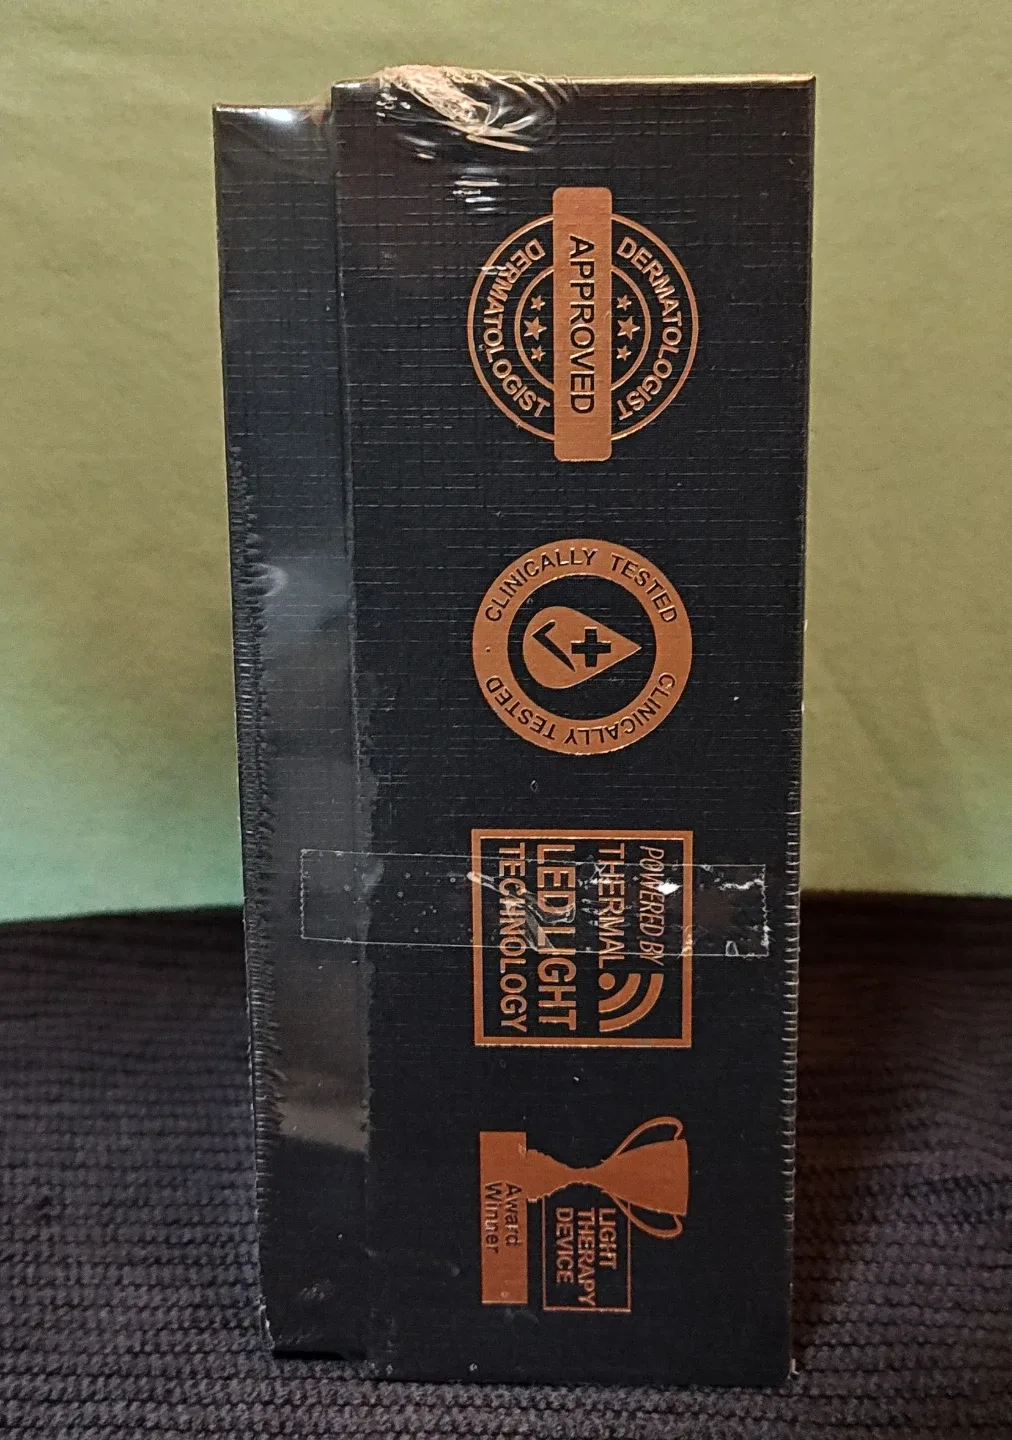 DERMATOLOGIST
APPROVED
DERMATOLOGIST
CLINICALLY TESTED
CLINICALLY TESTED
POWERED BY
THERMAL
LED LIGHT
TECHNOLOGY
LIGHT
THERAPY
DEVICE
Award
Winner